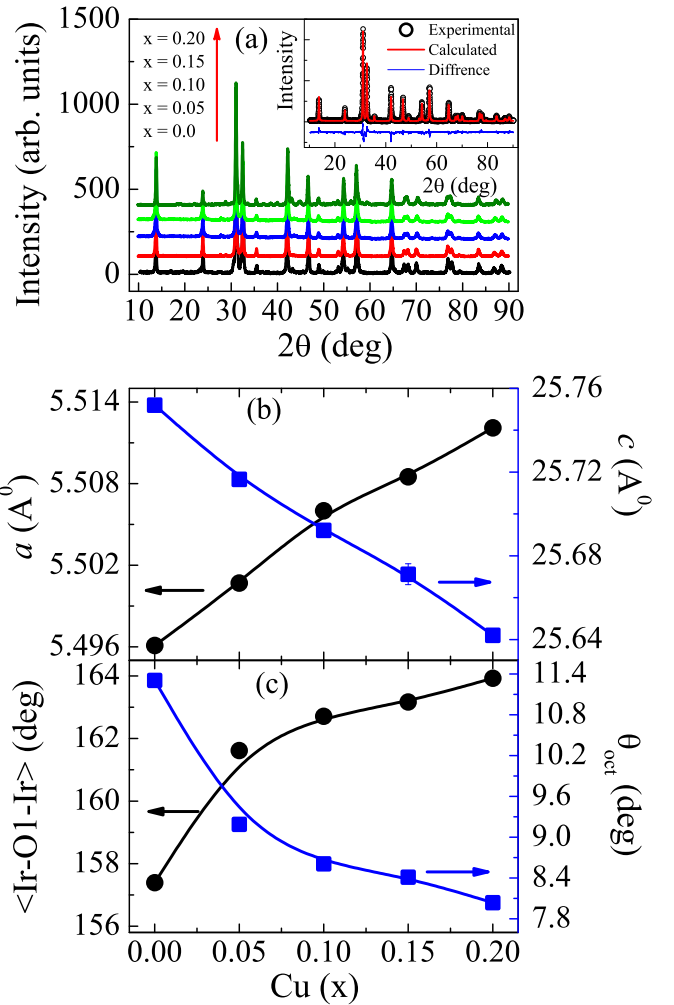 (a)
x = 0.20
x = 0.15
x = 0.10
x = 0.05
x = 0.0
Intensity (arb. units)
1500
1000
500
250
0
10 20 30 40 50 60 70 80 90
2θ (deg)
Experimental
Calculated
Diffrence
Intensity
20 40 60 80
2θ (deg)
(b)
a (A⁰)
5.514
5.508
5.502
5.496
c (A⁰)
25.76
25.72
25.68
25.64
(c)
<Ir-O1-Ir> (deg)
164
162
160
158
156
θoct (deg)
11.4
10.8
10.2
9.6
9.0
8.4
7.8
0.00 0.05 0.10 0.15 0.20
Cu (x)